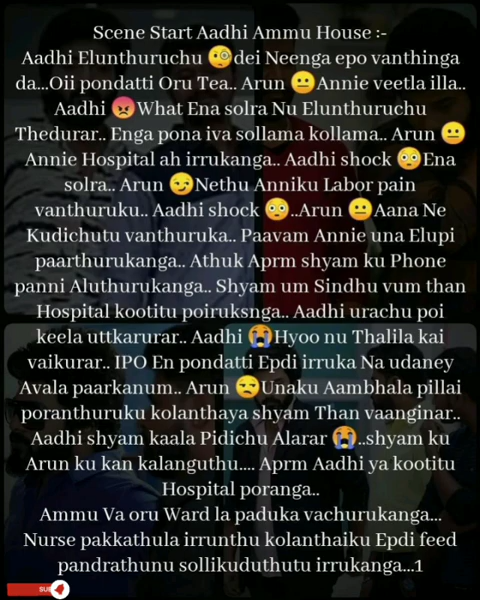 Scene Start Aadhi Ammu House :-
Aadhi Elunthuruchu 🧐dei Neenga epo vanthinga
da...Oii pondatti Oru Tea.. Arun 😐Annie veetla illa..
Aadhi 😡What Ena solra Nu Elunthuruchu
Thedurar.. Enga pona iva sollama kollama.. Arun 😐
Annie Hospital ah irrukanga.. Aadhi shock 😳Ena
solra.. Arun 😏Nethu Anniku Labor pain
vanthuruku.. Aadhi shock 😳..Arun 😐Aana Ne
Kudichutu vanthuruka.. Paavam Annie una Elupi
paarthurukanga.. Athuk Aprm shyam ku Phone
panni Aluthurukanga.. Shyam um Sindhu vum than
Hospital kootitu poiruksnga.. Aadhi urachu poi
keela uttkarurar.. Aadhi 😭Hyoo nu Thalila kai
vaikurar.. IPO En pondatti Epdi irruka Na udaney
Avala paarkanum.. Arun 😒Unaku Aambhala pillai
poranthuruku kolanthaya shyam Than vaanginar..
Aadhi shyam kaala Pidichu Alarar 😭..shyam ku
Arun ku kan kalanguthu.... Aprm Aadhi ya kootitu
Hospital poranga..
Ammu Va oru Ward la paduka vachurukanga...
Nurse pakkathula irrunthu kolanthaiku Epdi feed
pandrathunu sollikuduthutu irrukanga...1